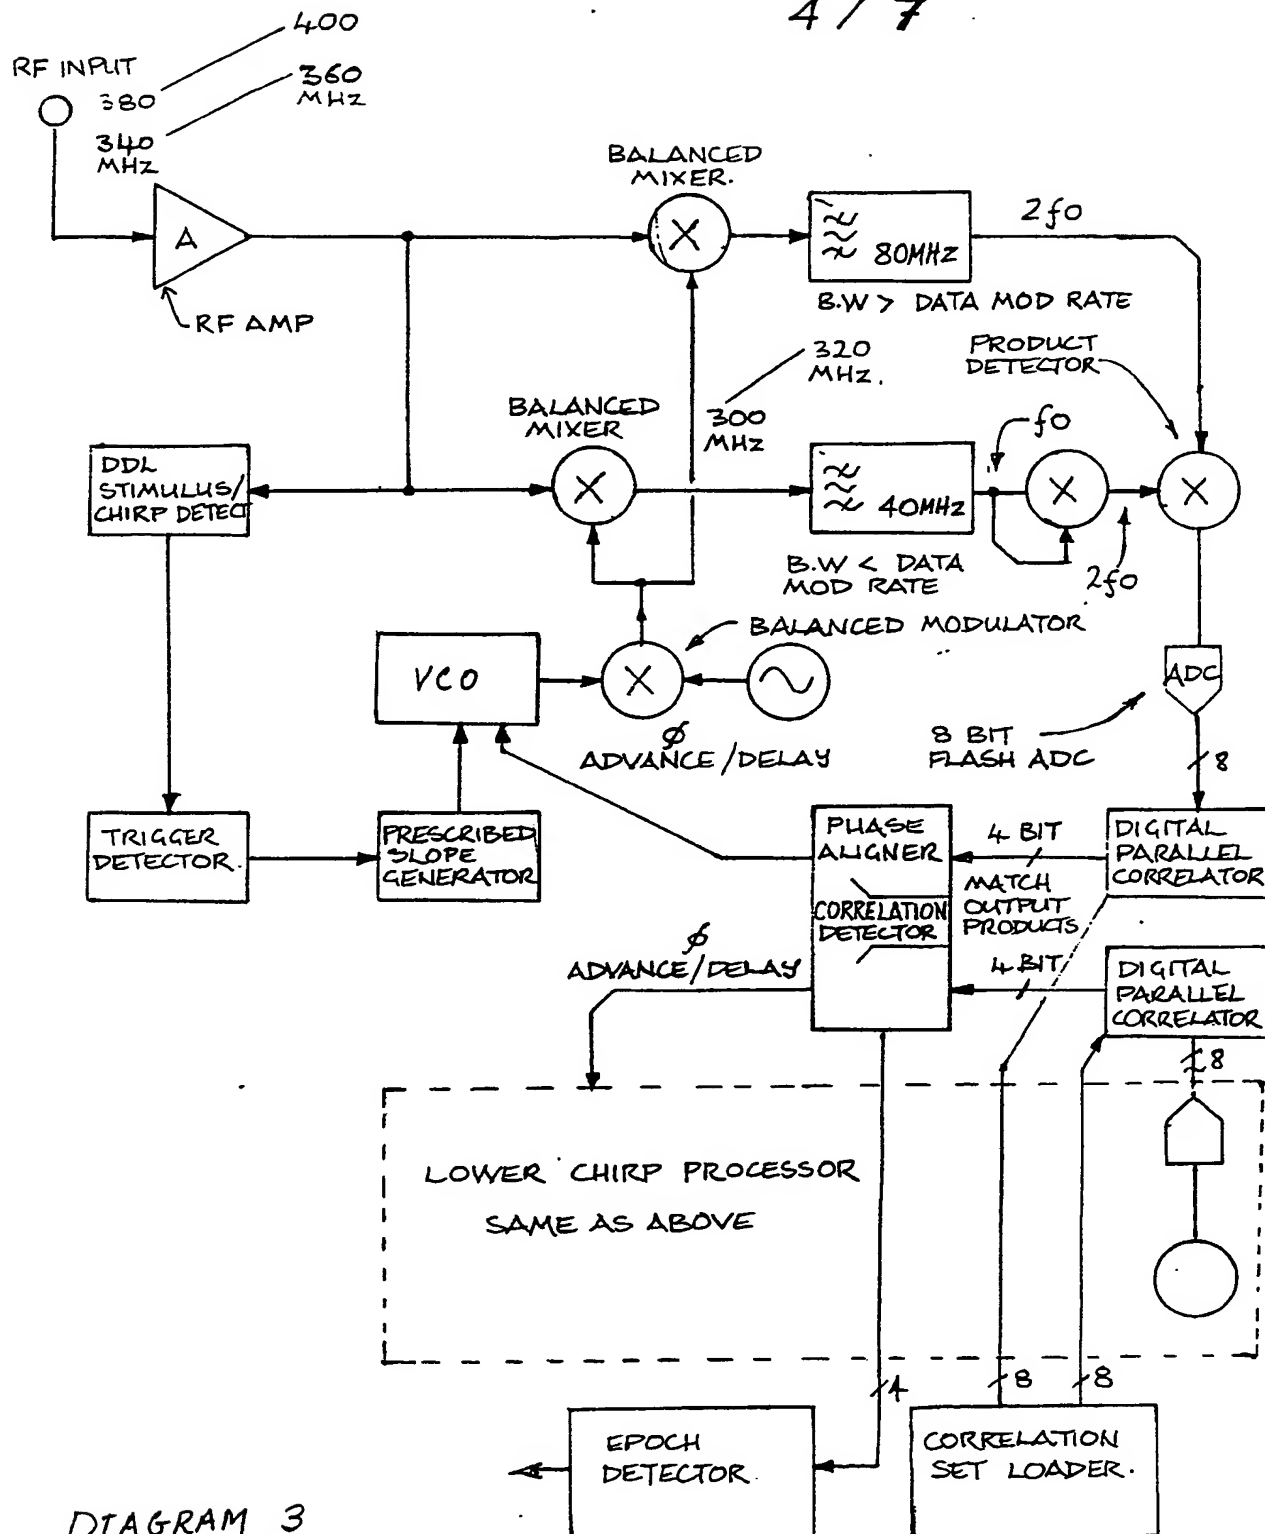 4/7
400
RF INPUT
380
360
MHZ
340
MHZ
BALANCED
MIXER.
A
RF AMP
X
80MHZ
2fo
B.W > DATA MOD RATE
PRODUCT
DETECTOR
320
MHZ.
300
MHZ
BALANCED
MIXER
fo
DDL
STIMULUS/
CHIRP DETECT
X
40MHZ
X
X
B.W < DATA
MOD RATE
2fo
BALANCED MODULATOR
VCO
X
ADC
ϕ
ADVANCE/DELAY
8 BIT
FLASH ADC
8
TRIGGER
DETECTOR.
PRESCRIBED
SLOPE
GENERATOR
PHASE
ALIGNER
4 BIT
DIGITAL
PARALLEL
CORRELATOR
MATCH
OUTPUT
PRODUCTS
CORRELATION
DETECTOR
ϕ
ADVANCE/DELAY
4 BIT
DIGITAL
PARALLEL
CORRELATOR
8
LOWER CHIRP PROCESSOR
SAME AS ABOVE
4
8
8
EPOCH
DETECTOR.
CORRELATION
SET LOADER.
DIAGRAM 3